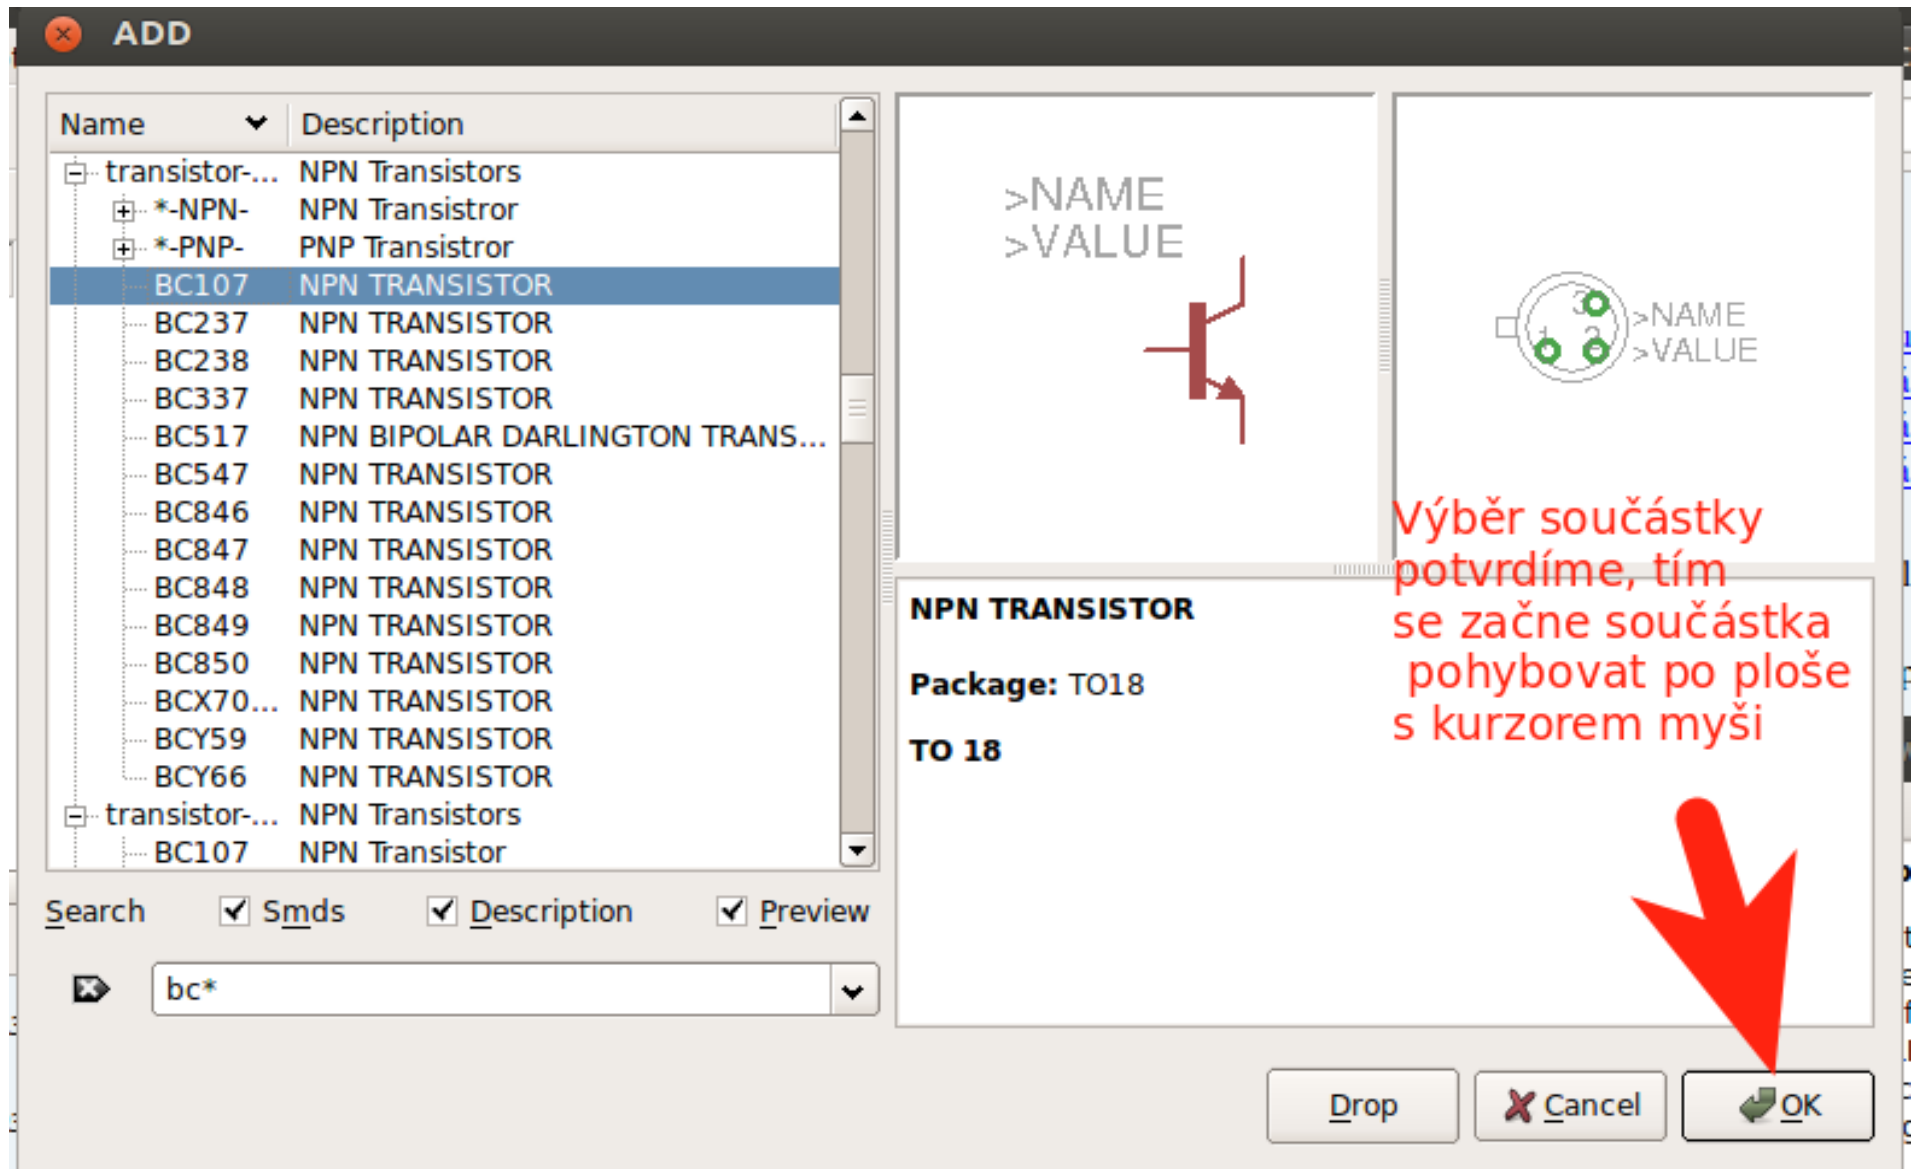 ADD
Name Description
transistor-... NPN Transistors
*-NPN- NPN Transistror
*-PNP- PNP Transistror
BC107 NPN TRANSISTOR
BC237 NPN TRANSISTOR
BC238 NPN TRANSISTOR
BC337 NPN TRANSISTOR
BC517 NPN BIPOLAR DARLINGTON TRANS...
BC547 NPN TRANSISTOR
BC846 NPN TRANSISTOR
BC847 NPN TRANSISTOR
BC848 NPN TRANSISTOR
BC849 NPN TRANSISTOR
BC850 NPN TRANSISTOR
BCX70... NPN TRANSISTOR
BCY59 NPN TRANSISTOR
BCY66 NPN TRANSISTOR
transistor-... NPN Transistors
BC107 NPN Transistor
Search Smds Description Preview
bc*
>NAME
>VALUE
3
1 2
>NAME
>VALUE
Výběr součástky
potvrdíme, tím
se začne součástka
pohybovat po ploše
s kurzorem myši
NPN TRANSISTOR
Package: TO18
TO 18
Drop Cancel OK